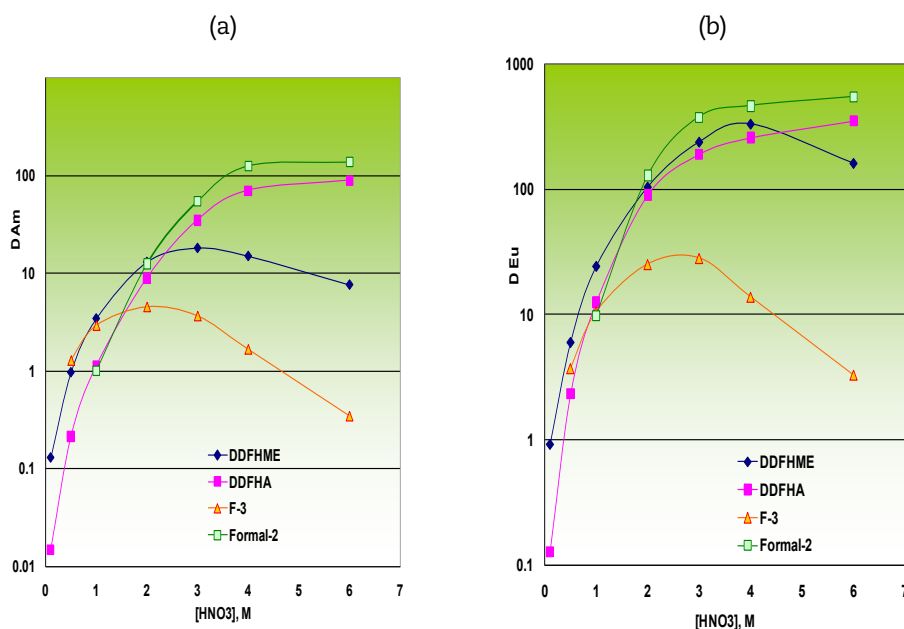 (a)
(b)
D Am
100
10
1
0.1
0.01
0 1 2 3 4 5 6 7
[HNO3], M
DDFHME
DDFHA
F-3
Formal-2
D Eu
1000
100
10
1
0.1
0 1 2 3 4 5 6 7
[HNO3], M
DDFHME
DDFHA
F-3
Formal-2